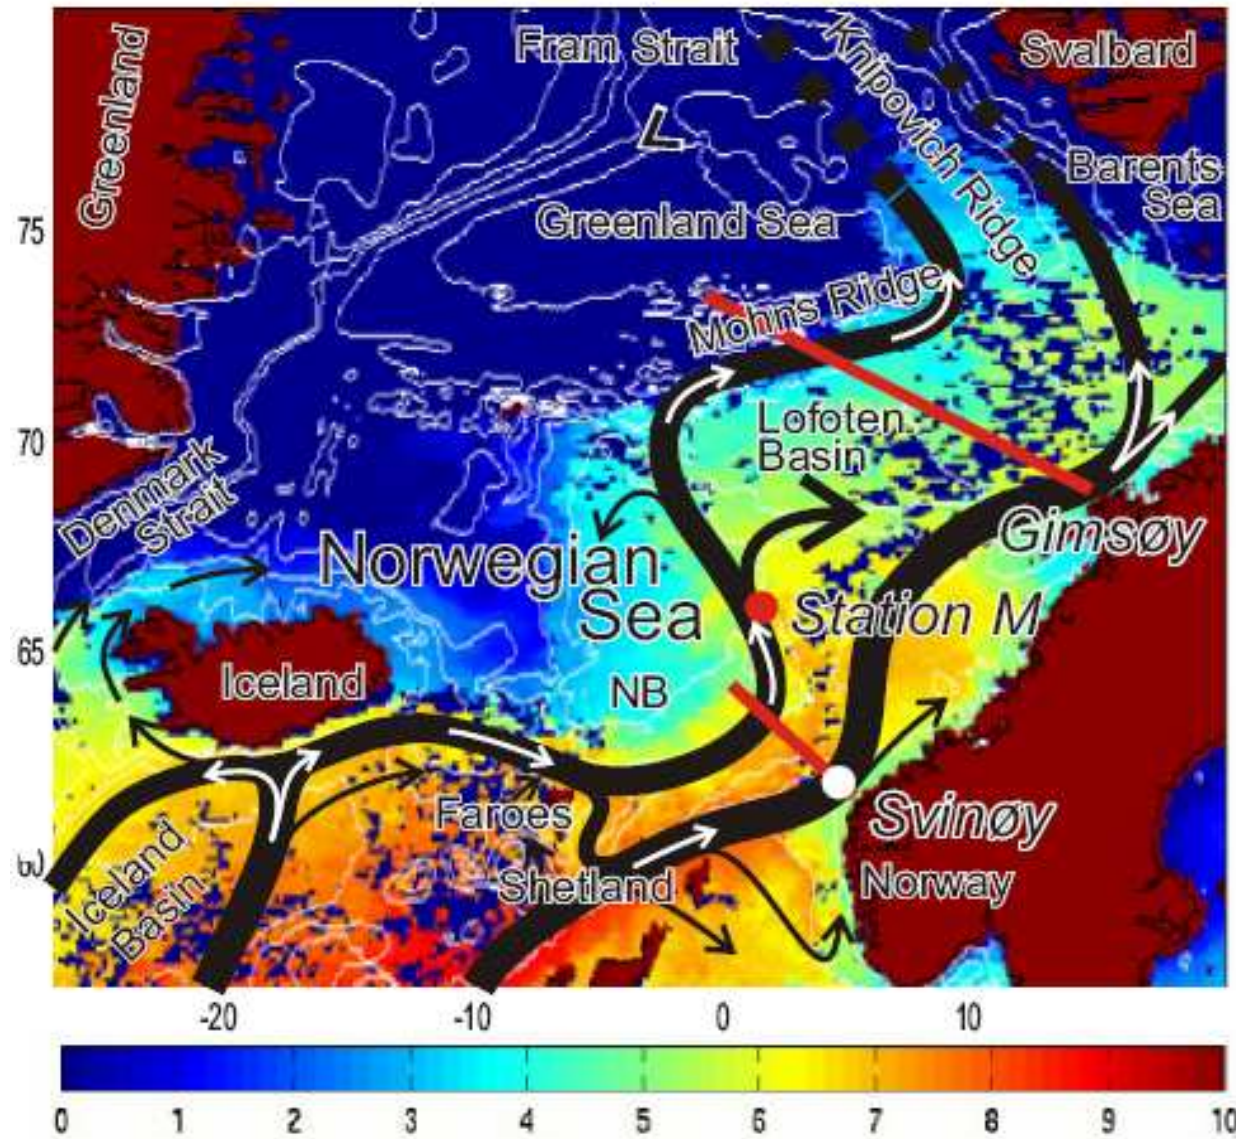 Greenland
Fram Strait
Knipovich Ridge
Svalbard
Barents
Sea
75
Greenland Sea
Mohns Ridge
70
Lofoten
Basin
Denmark
Strait
Gimsøy
Norwegian
Sea
Station M
65
Iceland
NB
Faroes
Svinøy
60
Iceland
Basin
Shetland
Norway
-20
-10
0
10
0
1
2
3
4
5
6
7
8
9
10